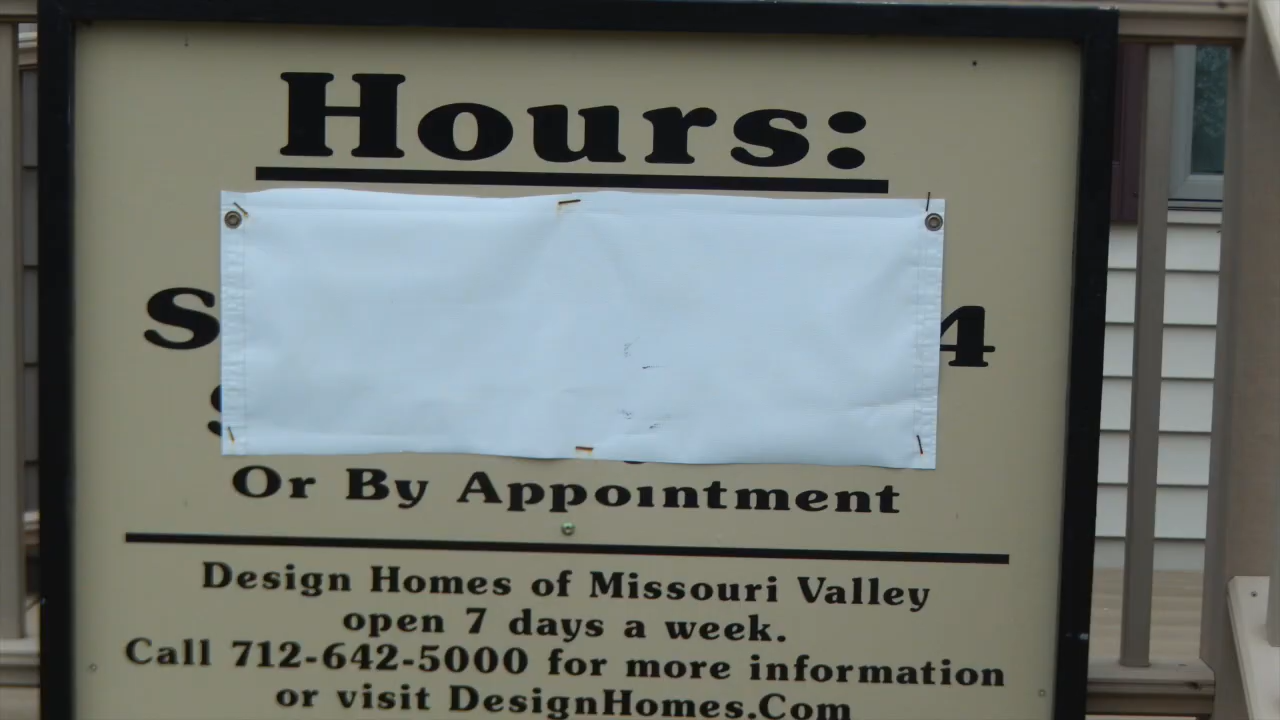 Hours:
S 4
S
Or By Appointment
Design Homes of Missouri Valley
open 7 days a week.
Call 712-642-5000 for more information
or visit DesignHomes.Com